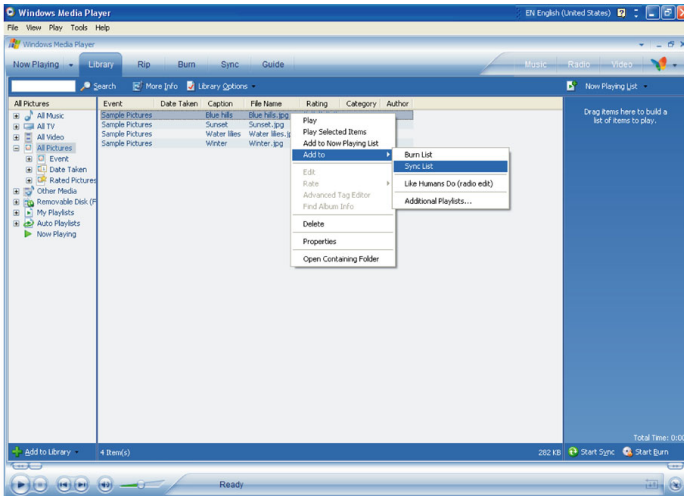 Windows Media Player
EN English (United States)
File View Play Tools Help
Windows Media Player
Now Playing Library Rip Burn Sync Guide Music Radio Video
Search More Info Library Options Now Playing List
All Pictures
All Music
All TV
All Video
All Pictures
Event
Date Taken
Rated Pictures
Other Media
Removable Disk (F
My Playlists
Auto Playlists
Now Playing
Event Date Taken Caption File Name Rating Category Author
Sample Pictures Blue hills Blue hills.jpg
Sample Pictures Sunset Sunset.jpg
Sample Pictures Water lilies Water lilies.j
Sample Pictures Winter Winter.jpg
Play
Play Selected Items
Add to Now Playing List
Add to
Edit
Rate
Advanced Tag Editor
Find Album Info
Delete
Properties
Open Containing Folder
Burn List
Sync List
Like Humans Do (radio edit)
Additional Playlists...
Drag items here to build a
list of items to play.
Total Time: 0:00
Add to Library 4 Item(s) 282 KB Start Sync Start Burn
Ready